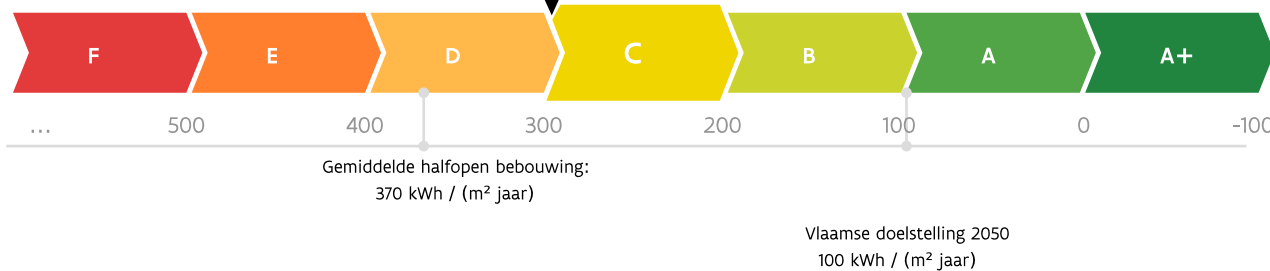 F E D C B A A+
... 500 400 300 200 100 0 -100
Gemiddelde halfopen bebouwing:
370 kWh / (m² jaar)
Vlaamse doelstelling 2050
100 kWh / (m² jaar)